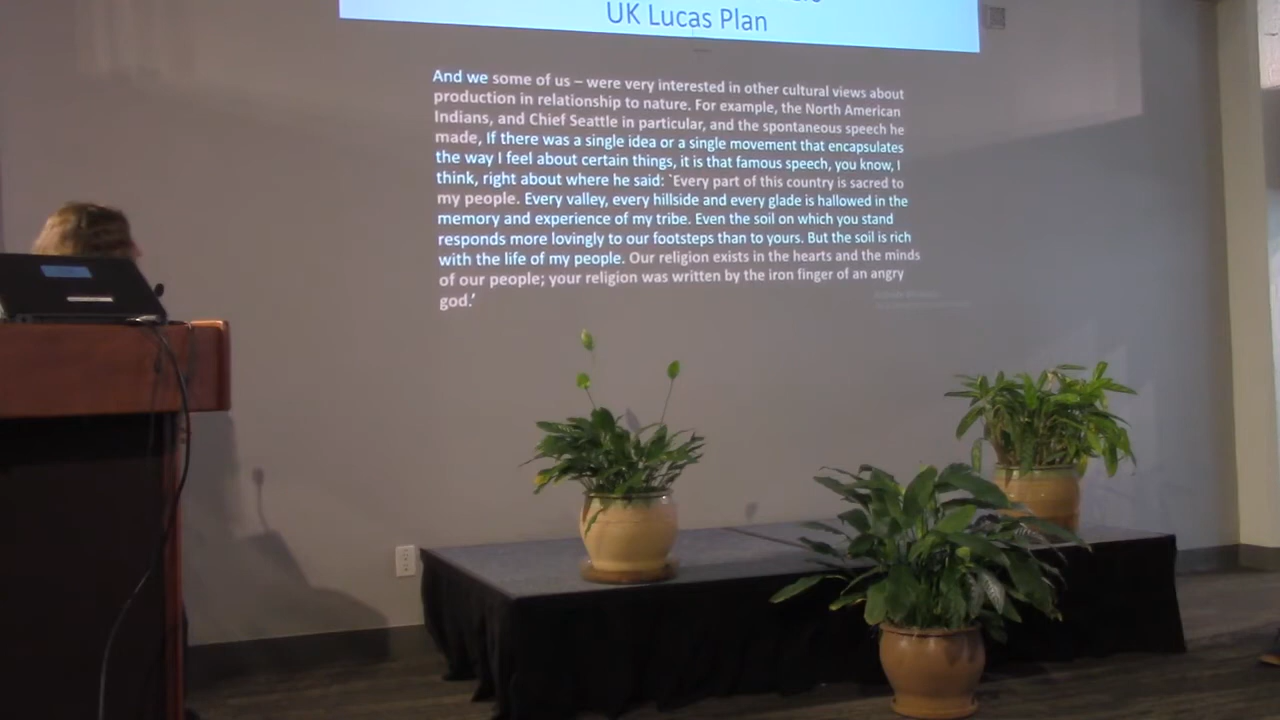 UK Lucas Plan
And we some of us – were very interested in other cultural views about
production in relationship to nature. For example, the North American
Indians, and Chief Seattle in particular, and the spontaneous speech he
made, If there was a single idea or a single movement that encapsulates
the way I feel about certain things, it is that famous speech, you know, I
think, right about where he said: `Every part of this country is sacred to
my people. Every valley, every hillside and every glade is hallowed in the
memory and experience of my tribe. Even the soil on which you stand
responds more lovingly to our footsteps than to yours. But the soil is rich
with the life of my people. Our religion exists in the hearts and the minds
of our people; your religion was written by the iron finger of an angry
god.’